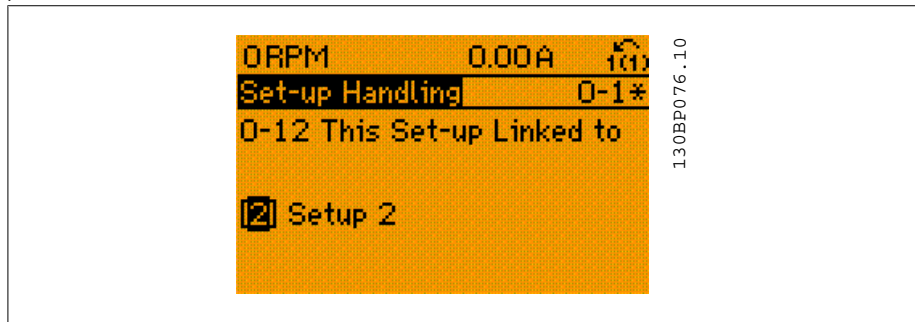 0RPM 0.00A 1(1)
Set-up Handling 0-1*
0-12 This Set-up Linked to
[2] Setup 2
130BP076.10